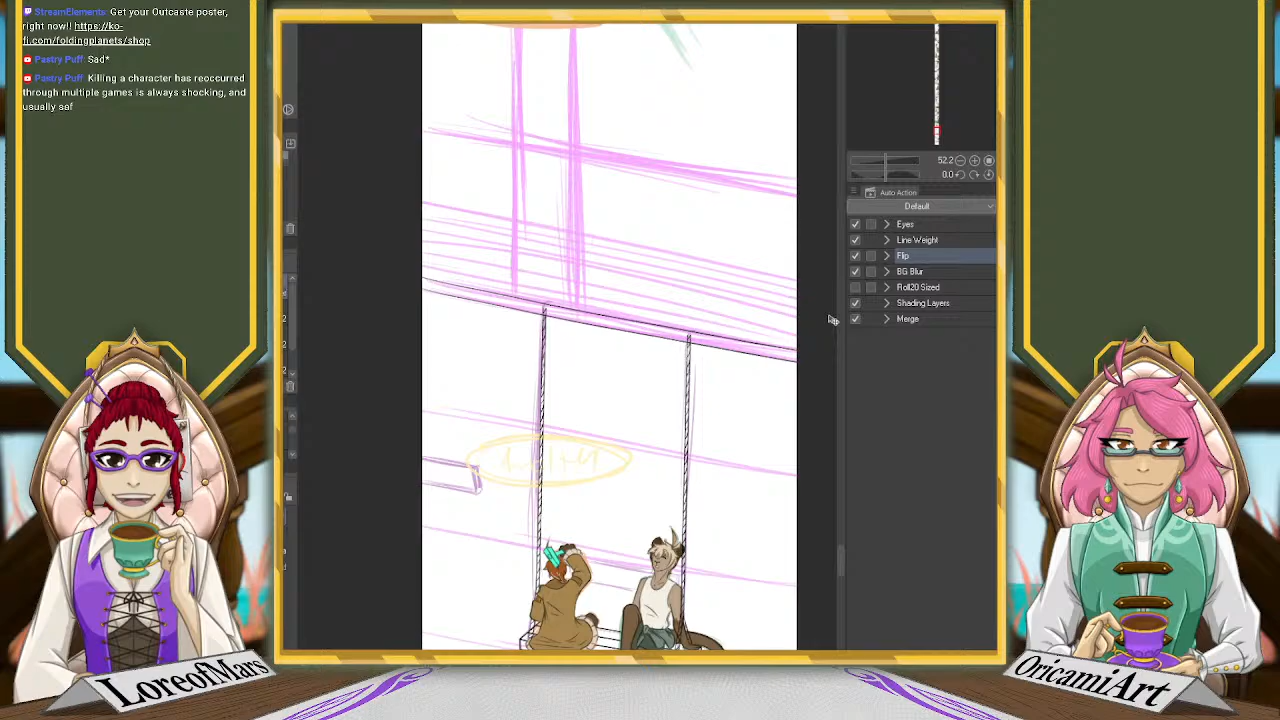 StreamElements: Get your Outcaste poster,
right now!! https://ko-
fi.com/foldingplanets/shop
Pastry Puff: Sad*
Pastry Puff: Killing a character has reoccurred
through multiple games is always shocking, and
usually saf
52.2
0.0
Auto Action
Default
Eyes
Line Weight
Flip
BG Blur
Roll20 Sized
Shading Layers
Merge
LoreofMars
OricamiArt